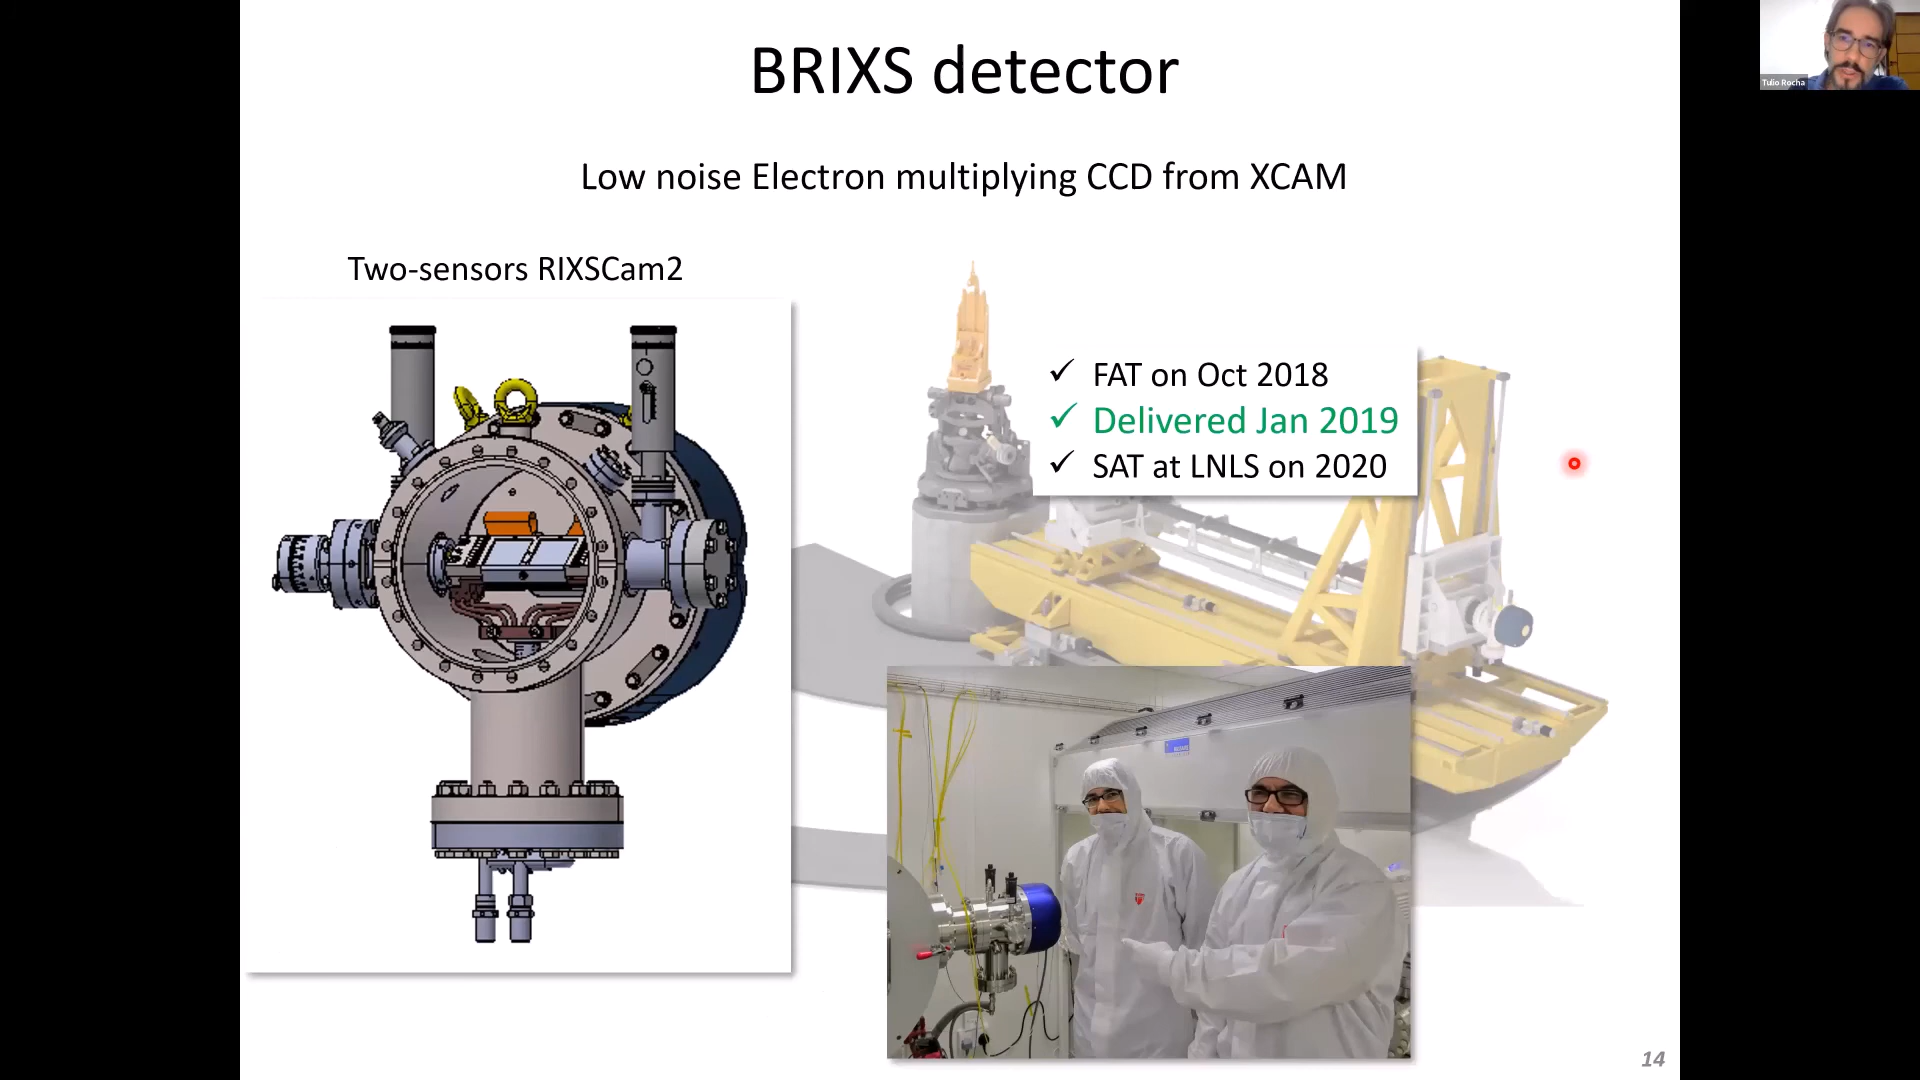 BRIXS detector
Tulio Rocha
Low noise Electron multiplying CCD from XCAM
Two-sensors RIXSCam2
✓ FAT on Oct 2018
✓ Delivered Jan 2019
✓ SAT at LNLS on 2020
14